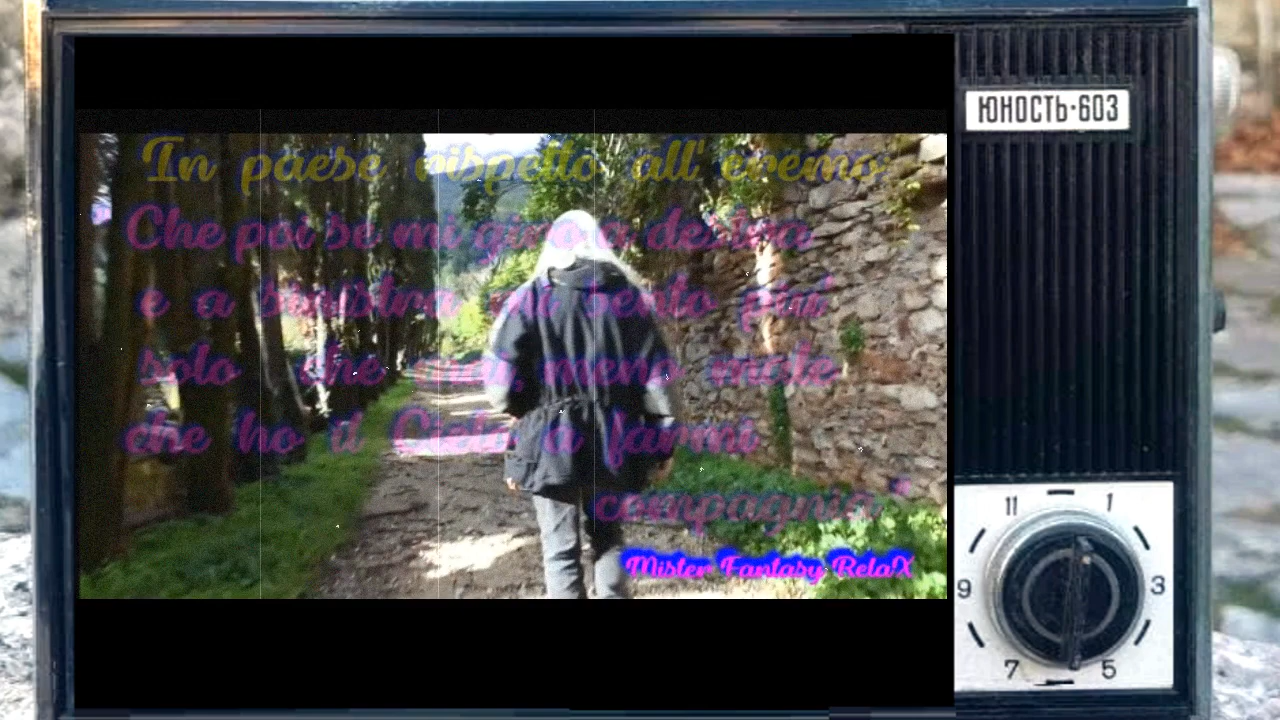 In paese rispetto all' eremo
Che poi se mi giro a destra
e a sinistra mi sento più
solo che mai, meno male
che ho il Cielo a farmi
compagnia "
Mister Fantasy RelaX
ЮНОСТЬ·603
11 1
9 3
7 5